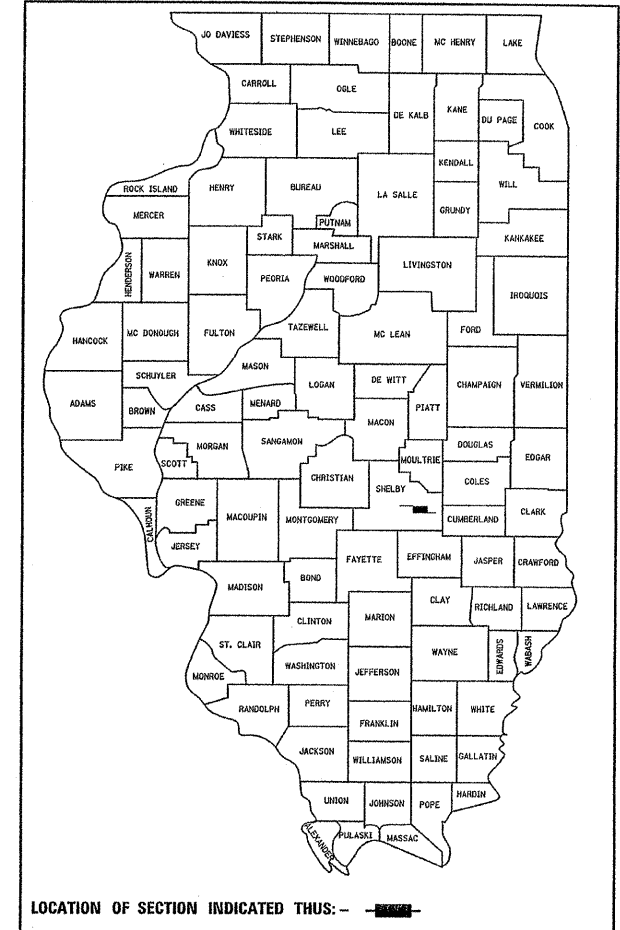 JO DAVIESS
STEPHENSON
WINNEBAGO
BOONE
MC HENRY
LAKE
CARROLL
OGLE
DE KALB
KANE
DU PAGE
COOK
WHITESIDE
LEE
KENDALL
WILL
ROCK ISLAND
HENRY
BUREAU
LA SALLE
GRUNDY
MERCER
PUTNAM
STARK
MARSHALL
KANKAKEE
HENDERSON
WARREN
KNOX
PEORIA
WOODFORD
LIVINGSTON
IROQUOIS
HANCOCK
MC DONOUGH
FULTON
TAZEWELL
MC LEAN
FORD
MASON
SCHUYLER
LOGAN
DE WITT
CHAMPAIGN
VERMILION
ADAMS
BROWN
CASS
MENARD
PIATT
MACON
MORGAN
SANGAMON
DOUGLAS
PIKE
SCOTT
MOULTRIE
EDGAR
CHRISTIAN
COLES
SHELBY
GREENE
MACOUPIN
MONTGOMERY
CUMBERLAND
CLARK
CALHOUN
JERSEY
FAYETTE
EFFINGHAM
JASPER
CRAWFORD
MADISON
BOND
CLAY
RICHLAND
LAWRENCE
CLINTON
MARION
ST. CLAIR
WAYNE
EDWARDS
WABASH
WASHINGTON
JEFFERSON
MONROE
RANDOLPH
PERRY
HAMILTON
WHITE
FRANKLIN
JACKSON
WILLIAMSON
SALINE
GALLATIN
UNION
JOHNSON
POPE
HARDIN
ALEXANDER
PULASKI
MASSAC
LOCATION OF SECTION INDICATED THUS: –